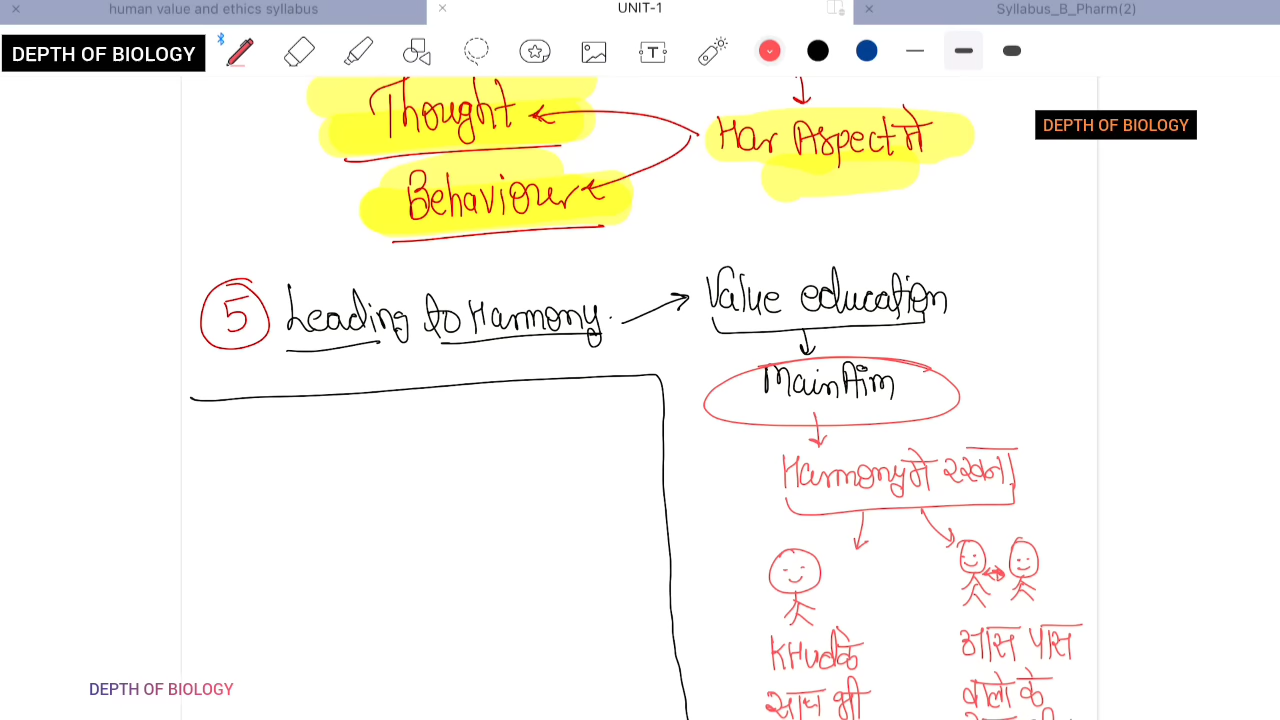 human value and ethics syllabus
UNIT-1
Syllabus_B_Pharm(2)
DEPTH OF BIOLOGY
T
Thought
Har Aspect मे
DEPTH OF BIOLOGY
Behaviour
5 Leading to Harmony
Value education
Main Aim
Harmony मे रखना
KHud के
साथ भी
आस पास
वालो के
DEPTH OF BIOLOGY